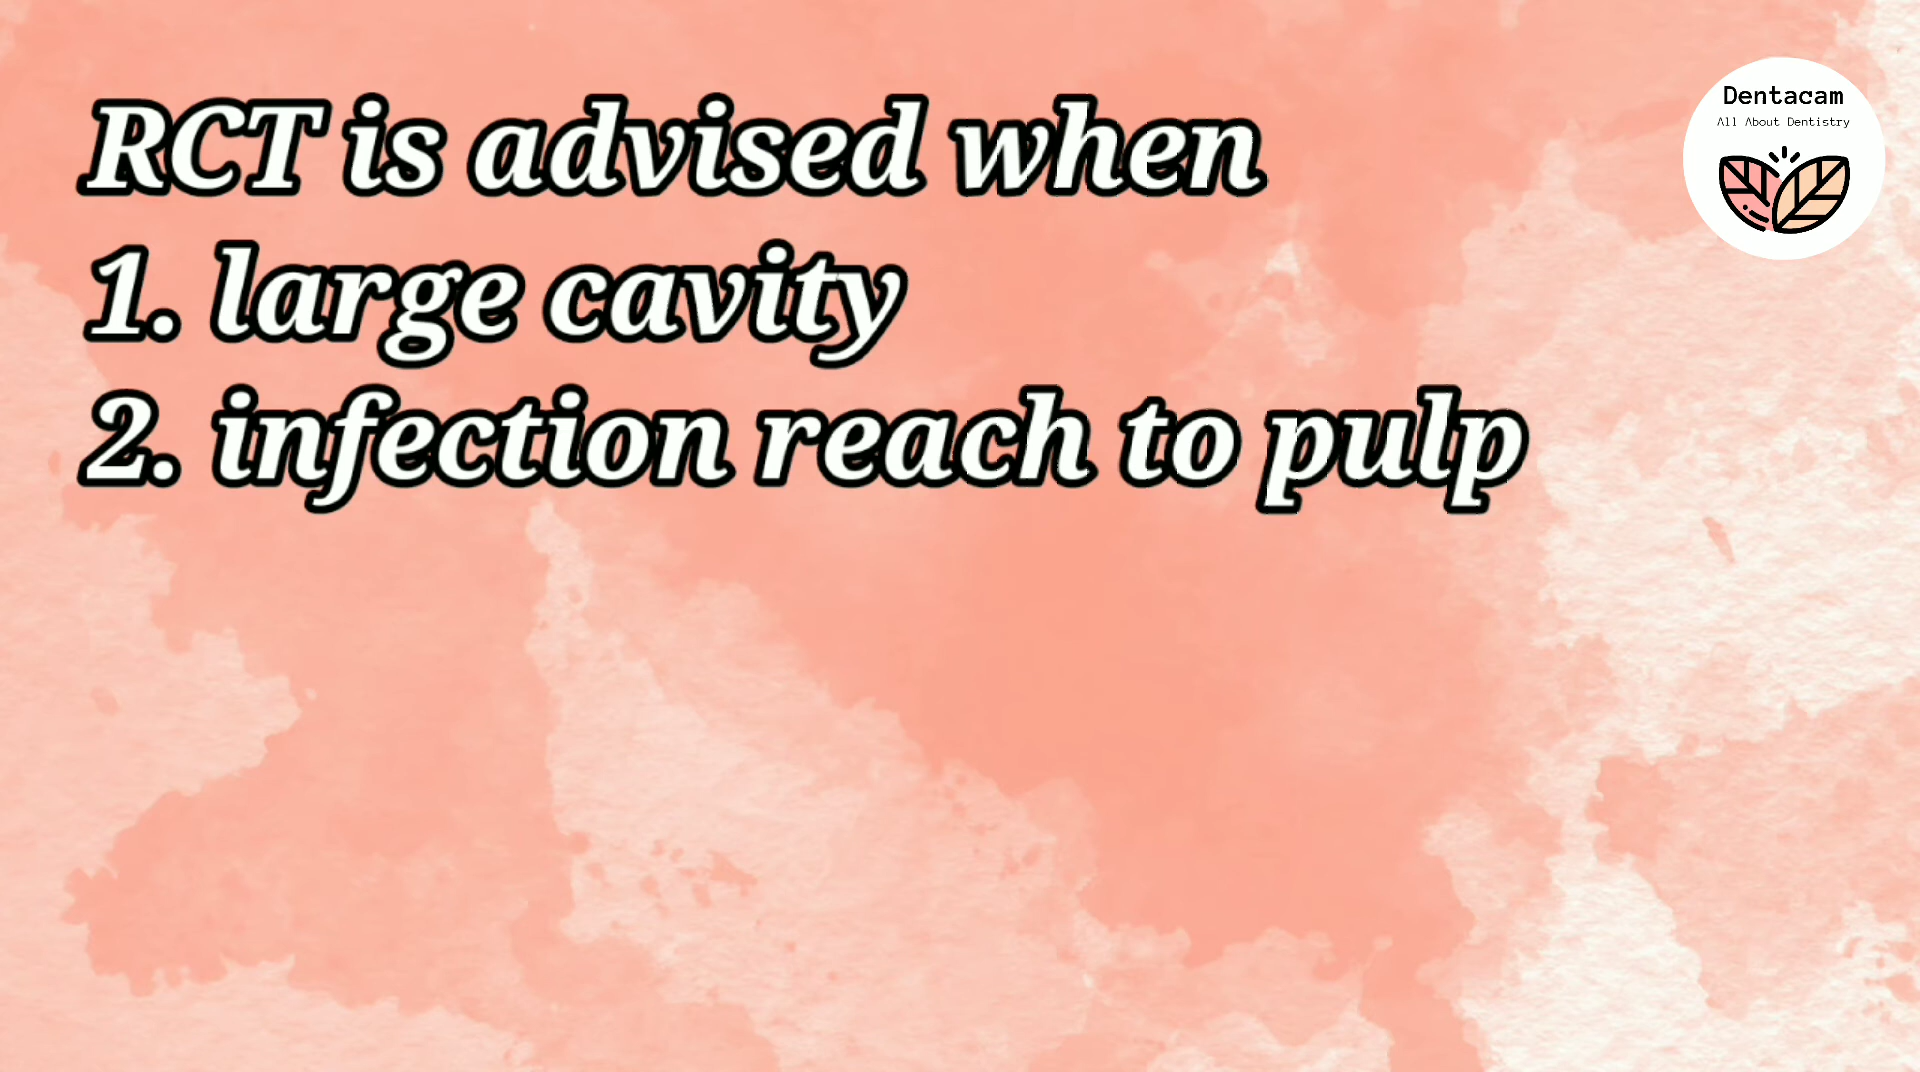 RCT is advised when
1. large cavity
2. infection reach to pulp
Dentacam
All About Dentistry